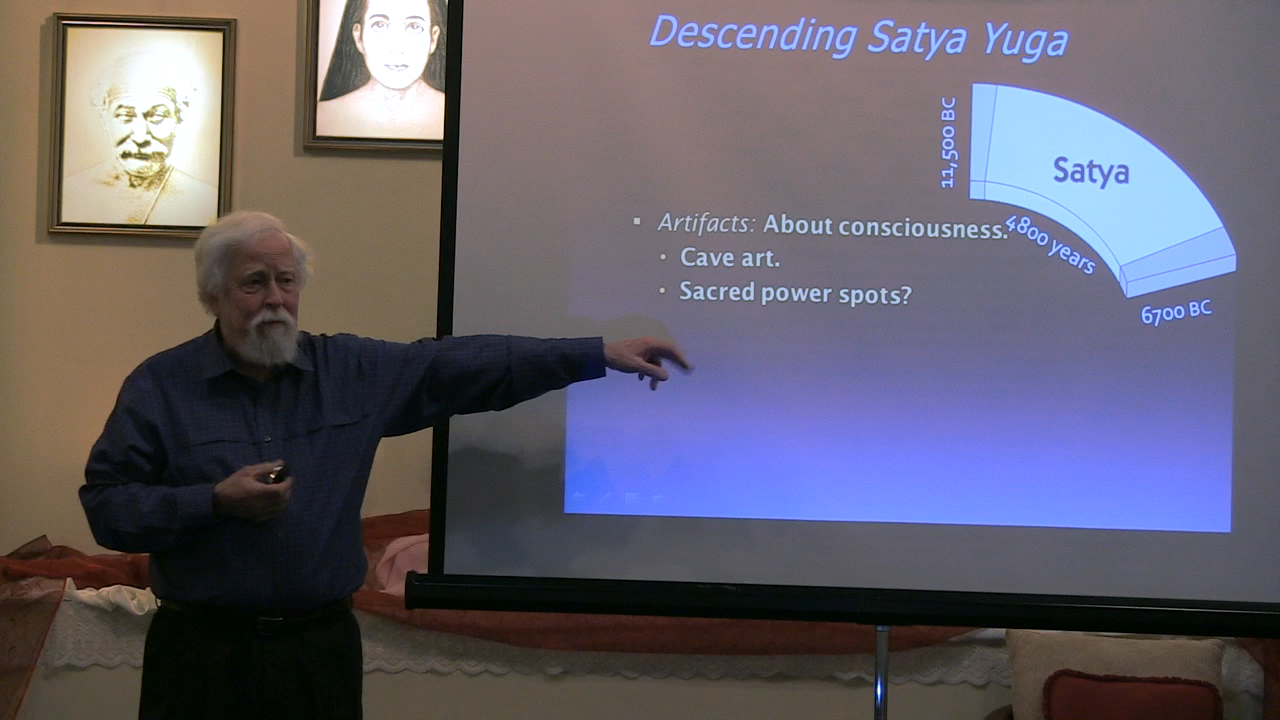 Descending Satya Yuga
11,500 BC
Satya
4800 years
6700 BC
▪ Artifacts: About consciousness.
• Cave art.
• Sacred power spots?